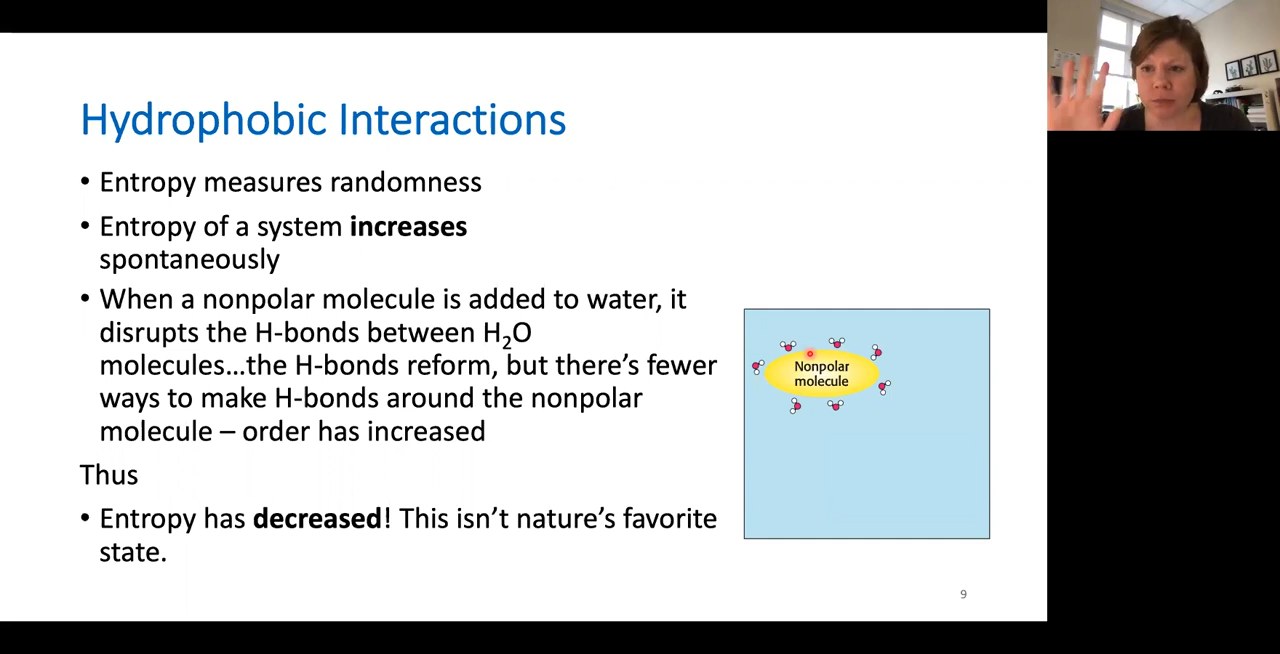 Hydrophobic Interactions
• Entropy measures randomness
• Entropy of a system increases
spontaneously
• When a nonpolar molecule is added to water, it
disrupts the H-bonds between H₂O
molecules…the H-bonds reform, but there’s fewer
ways to make H-bonds around the nonpolar
molecule – order has increased
Thus
• Entropy has decreased! This isn’t nature’s favorite
state.
Nonpolar
molecule
9